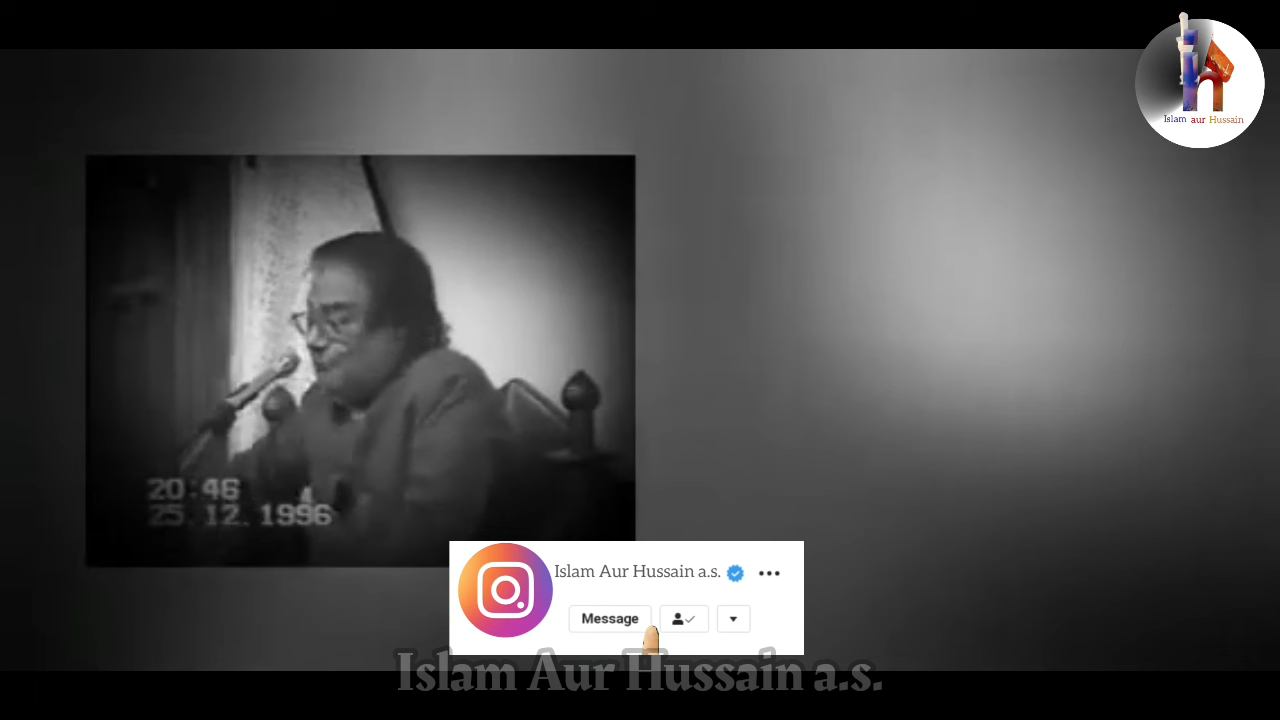 Islam aur Hussain
20:46
25.12.1996
Islam Aur Hussain a.s.
Message
Islam Aur Hussain a.s.